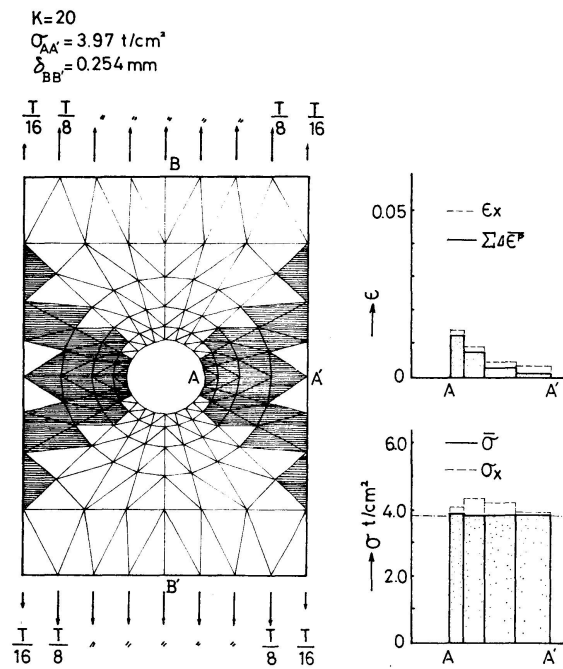 K=20
σAA' = 3.97 t/cm²
δBB' = 0.254 mm
T/16 T/8 〃 〃 〃 〃 〃 T/8 T/16
B
A A'
B'
T/16 T/8 〃 〃 〃 〃 〃 T/8 T/16
0.05
εx
ΣΔε̄ᵖ
→ ε
0
A A'
6.0
σ̄
σx
4.0
→ σ t/cm²
2.0
0
A A'